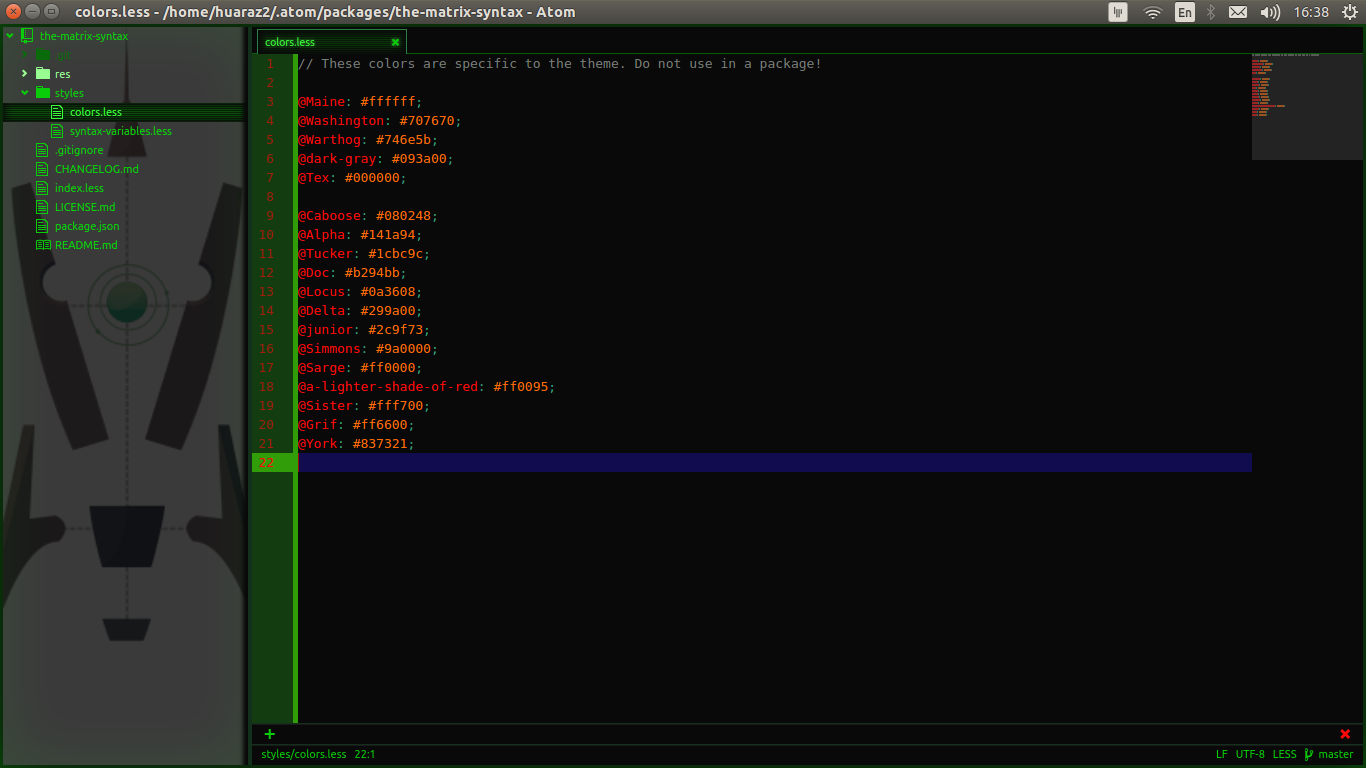 colors.less - /home/huaraz2/.atom/packages/the-matrix-syntax - Atom
En
16:38
the-matrix-syntax
.git
res
styles
colors.less
syntax-variables.less
.gitignore
CHANGELOG.md
index.less
LICENSE.md
package.json
README.md
colors.less
1 // These colors are specific to the theme. Do not use in a package!
2
3 @Maine: #ffffff;
4 @Washington: #707670;
5 @Warthog: #746e5b;
6 @dark-gray: #093a00;
7 @Tex: #000000;
8
9 @Caboose: #080248;
10 @Alpha: #141a94;
11 @Tucker: #1cbc9c;
12 @Doc: #b294bb;
13 @Locus: #0a3608;
14 @Delta: #299a00;
15 @junior: #2c9f73;
16 @Simmons: #9a0000;
17 @Sarge: #ff0000;
18 @a-lighter-shade-of-red: #ff0095;
19 @Sister: #fff700;
20 @Grif: #ff6600;
21 @York: #837321;
22
styles/colors.less 22:1
LF UTF-8 LESS master